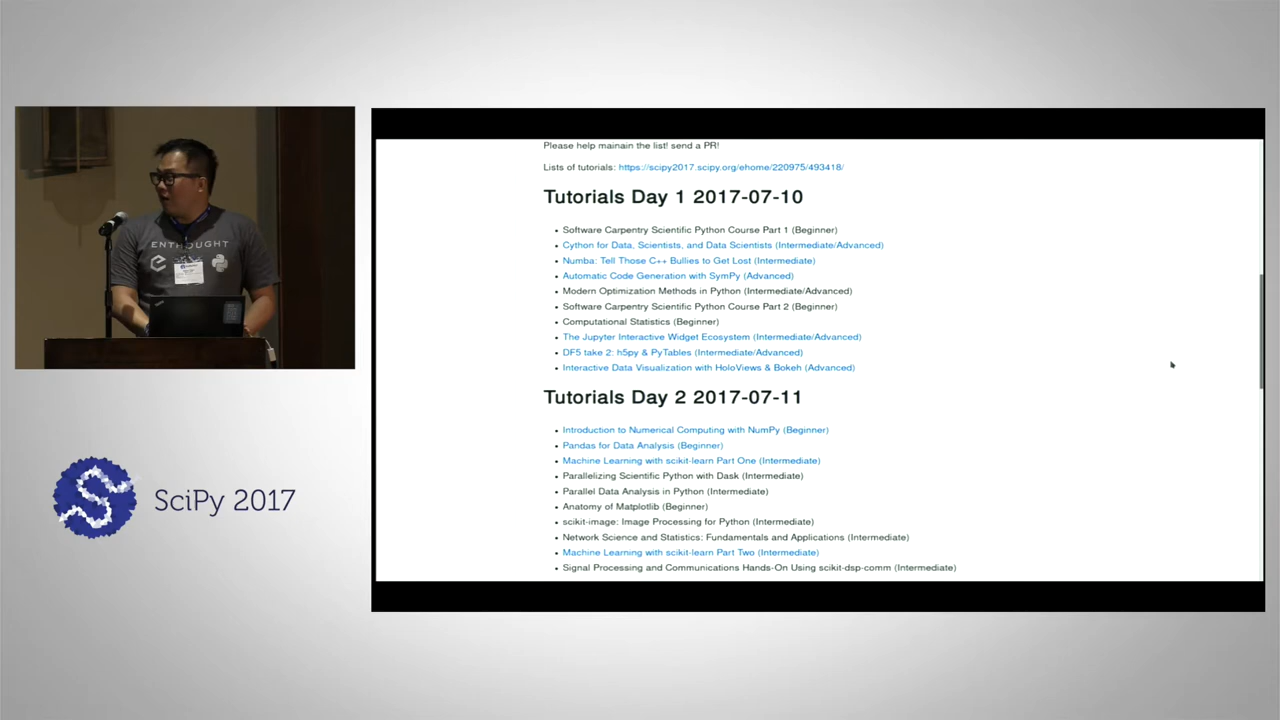 ENTHOUGHT
SciPy 2017
Please help mainain the list! send a PR!
Lists of tutorials: https://scipy2017.scipy.org/ehome/220975/493418/
Tutorials Day 1 2017-07-10
• Software Carpentry Scientific Python Course Part 1 (Beginner)
• Cython for Data, Scientists, and Data Scientists (Intermediate/Advanced)
• Numba: Tell Those C++ Bullies to Get Lost (Intermediate)
• Automatic Code Generation with SymPy (Advanced)
• Modern Optimization Methods in Python (Intermediate/Advanced)
• Software Carpentry Scientific Python Course Part 2 (Beginner)
• Computational Statistics (Beginner)
• The Jupyter Interactive Widget Ecosystem (Intermediate/Advanced)
• DF5 take 2: h5py & PyTables (Intermediate/Advanced)
• Interactive Data Visualization with HoloViews & Bokeh (Advanced)
Tutorials Day 2 2017-07-11
• Introduction to Numerical Computing with NumPy (Beginner)
• Pandas for Data Analysis (Beginner)
• Machine Learning with scikit-learn Part One (Intermediate)
• Parallelizing Scientific Python with Dask (Intermediate)
• Parallel Data Analysis in Python (Intermediate)
• Anatomy of Matplotlib (Beginner)
• scikit-image: Image Processing for Python (Intermediate)
• Network Science and Statistics: Fundamentals and Applications (Intermediate)
• Machine Learning with scikit-learn Part Two (Intermediate)
• Signal Processing and Communications Hands-On Using scikit-dsp-comm (Intermediate)